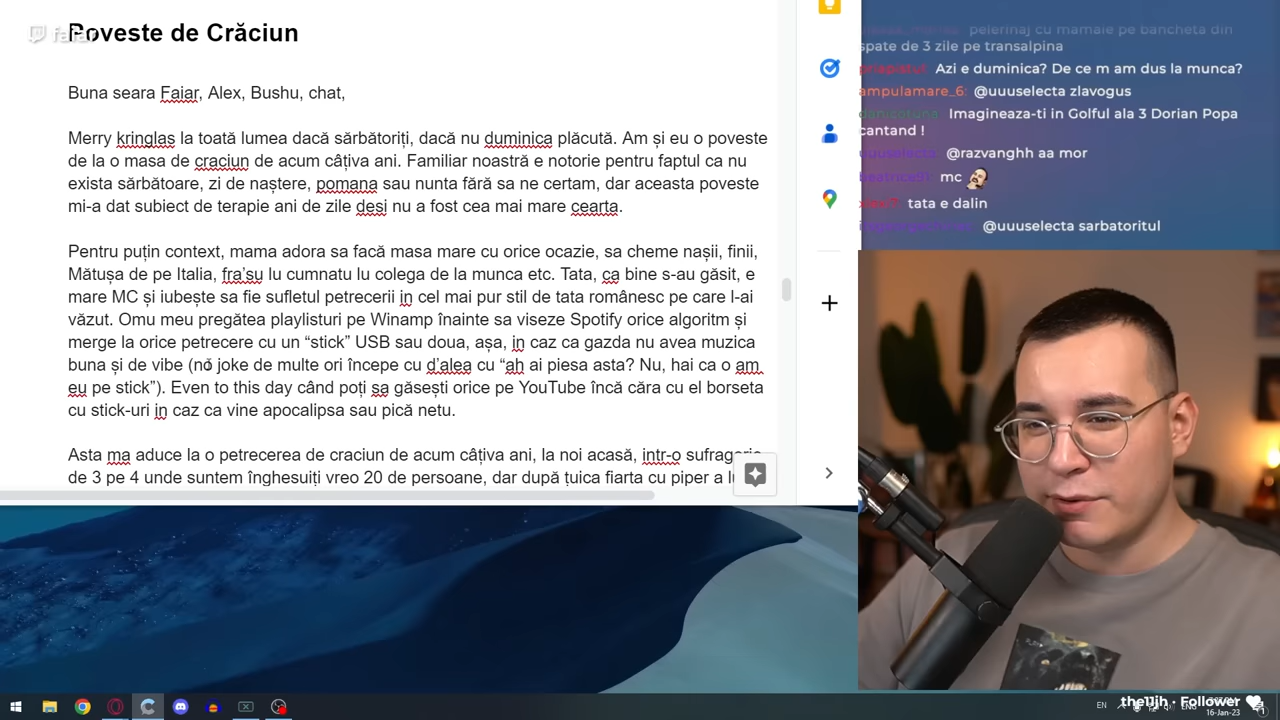 Poveste de Crăciun
Buna seara Faiar, Alex, Bushu, chat,
Merry kringlas la toată lumea dacă sărbătoriți, dacă nu duminica plăcută. Am și eu o poveste
de la o masa de craciun de acum câțiva ani. Familiar noastră e notorie pentru faptul ca nu
exista sărbătoare, zi de naștere, pomana sau nunta fără sa ne certam, dar aceasta poveste
mi-a dat subiect de terapie ani de zile desi nu a fost cea mai mare cearta.
Pentru puțin context, mama adora sa facă masa mare cu orice ocazie, sa cheme nașii, finii,
Mătușa de pe Italia, fra’su lu cumnatu lu colega de la munca etc. Tata, ca bine s-au găsit, e
mare MC și iubește sa fie sufletul petrecerii in cel mai pur stil de tata românesc pe care l-ai
văzut. Omu meu pregătea playlisturi pe Winamp înainte sa viseze Spotify orice algoritm și
merge la orice petrecere cu un “stick” USB sau doua, așa, in caz ca gazda nu avea muzica
buna și de vibe (no joke de multe ori începe cu d’alea cu “ah ai piesa asta? Nu, hai ca o am
eu pe stick”). Even to this day când poți sa găsești orice pe YouTube încă căra cu el borseta
cu stick-uri in caz ca vine apocalipsa sau pică netu.
Asta ma aduce la o petrecerea de craciun de acum câțiva ani, la noi acasă, intr-o sufragerie
de 3 pe 4 unde suntem înghesuiți vreo 20 de persoane, dar după țuica fiarta cu piper a
faiar
pelerinaj cu mamaie pe bancheta din
spate de 3 zile pe transalpina
Azi e duminica? De ce m am dus la munca?
ampulamare_6: @uuuselecta zlavogus
Imagineaza-ti in Golful ala 3 Dorian Popa
cantand !
uuuselecta: @razvanghh aa mor
mc
tata e dalin
@uuuselecta sarbatoritul
the11jh · Follower
EN
16-Jan-23